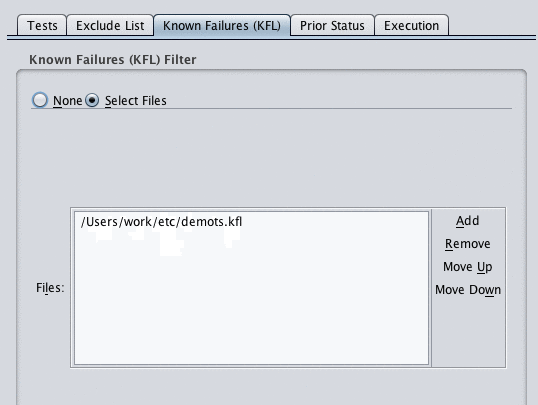 Tests Exclude List Known Failures (KFL) Prior Status Execution
Known Failures (KFL) Filter
None Select Files
/Users/work/etc/demots.kfl
Add
Remove
Move Up
Files:
Move Down